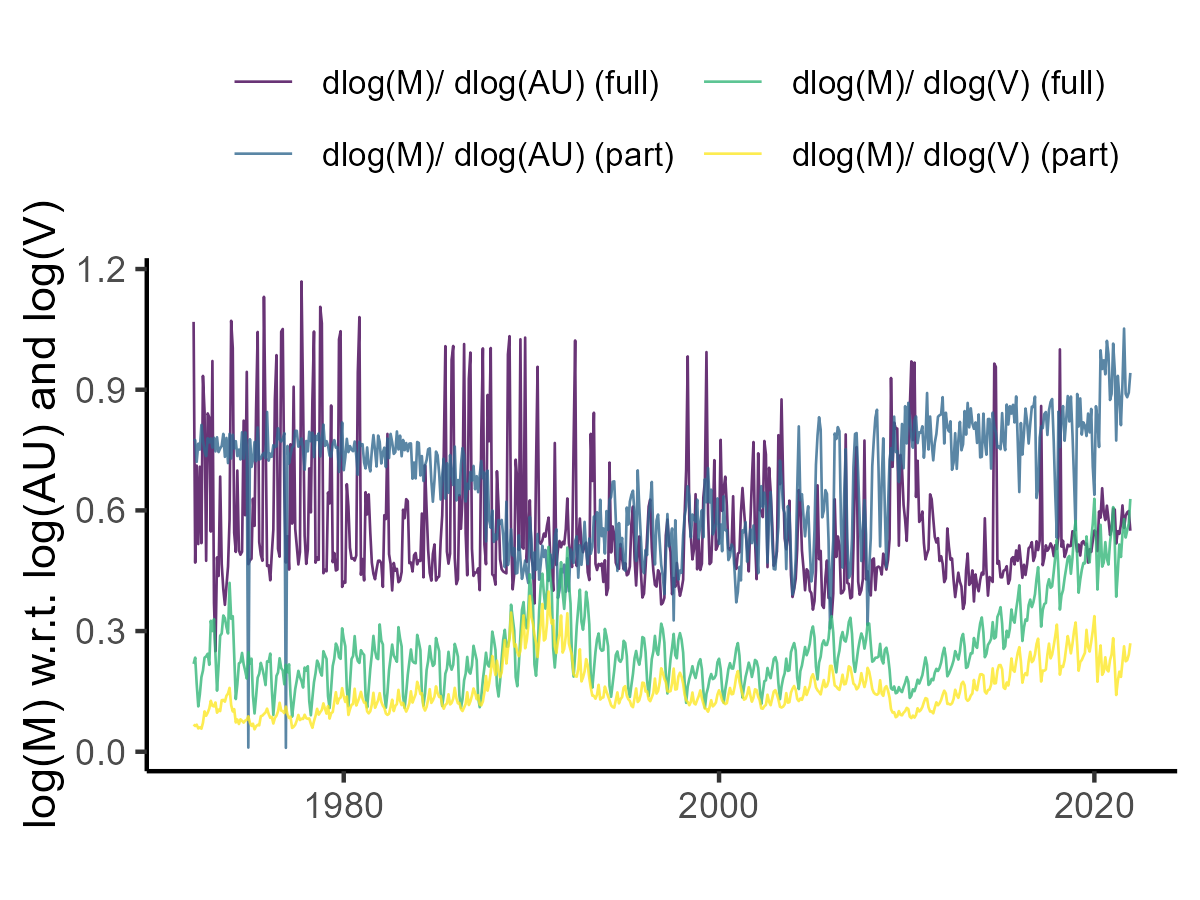 dlog(M)/ dlog(AU) (full)
dlog(M)/ dlog(V) (full)
dlog(M)/ dlog(AU) (part)
dlog(M)/ dlog(V) (part)
log(M) w.r.t. log(AU) and log(V)
1.2
0.9
0.6
0.3
0.0
1980
2000
2020